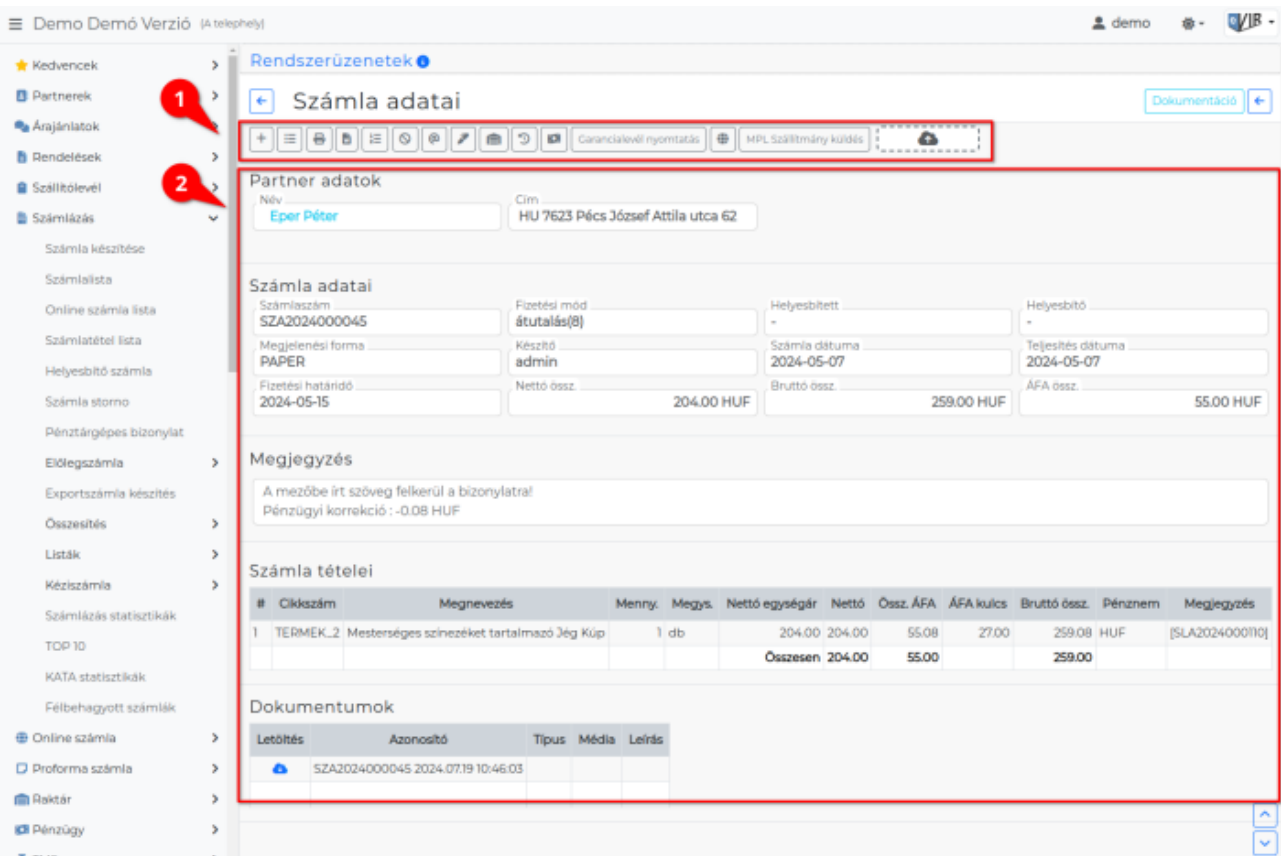 Demo Demó Verzió (A telephely)
demo
Kedvencek
Partnerek
Árajánlatok
Rendelések
Szállítólevél
Számlázás
Számla készítése
Számlalista
Online számla lista
Számlatétel lista
Helyesbítő számla
Számla storno
Pénztárgépes bizonylat
Előlegszámla
Exportszámla készítés
Összesítés
Listák
Kéziszámla
Számlázás statisztikák
TOP 10
KATA statisztikák
Félbehagyott számlák
Online számla
Proforma számla
Raktár
Pénzügy
1
2
Rendszerüzenetek
Számla adatai
Dokumentáció
Garancialevél nyomtatás
MPL Szállítmány küldés
Partner adatok
Név
Eper Péter
Cím
HU 7623 Pécs József Attila utca 62
Számla adatai
Számlaszám Fizetési mód Helyesbített Helyesbítő
SZA2024000045 átutalás(8) - -
Megjelenési forma Készítő Számla dátuma Teljesítés dátuma
PAPER admin 2024-05-07 2024-05-07
Fizetési határidő Nettó össz. Bruttó össz. ÁFA össz.
2024-05-15 204.00 HUF 259.00 HUF 55.00 HUF
Megjegyzés
A mezőbe írt szöveg felkerül a bizonylatra!
Pénzügyi korrekció : -0.08 HUF
Számla tételei
# Cikkszám Megnevezés Menny. Megys. Nettó egységár Nettó Össz. ÁFA ÁFA kulcs Bruttó össz. Pénznem Megjegyzés
1 TERMEK_2 Mesterséges színezéket tartalmazó Jég Kúp 1 db 204.00 204.00 55.08 27.00 259.08 HUF [SLA2024000110]
Összesen 204.00 55.00 259.00
Dokumentumok
Letöltés Azonosító Típus Média Leírás
SZA2024000045 2024.07.19 10:46:03